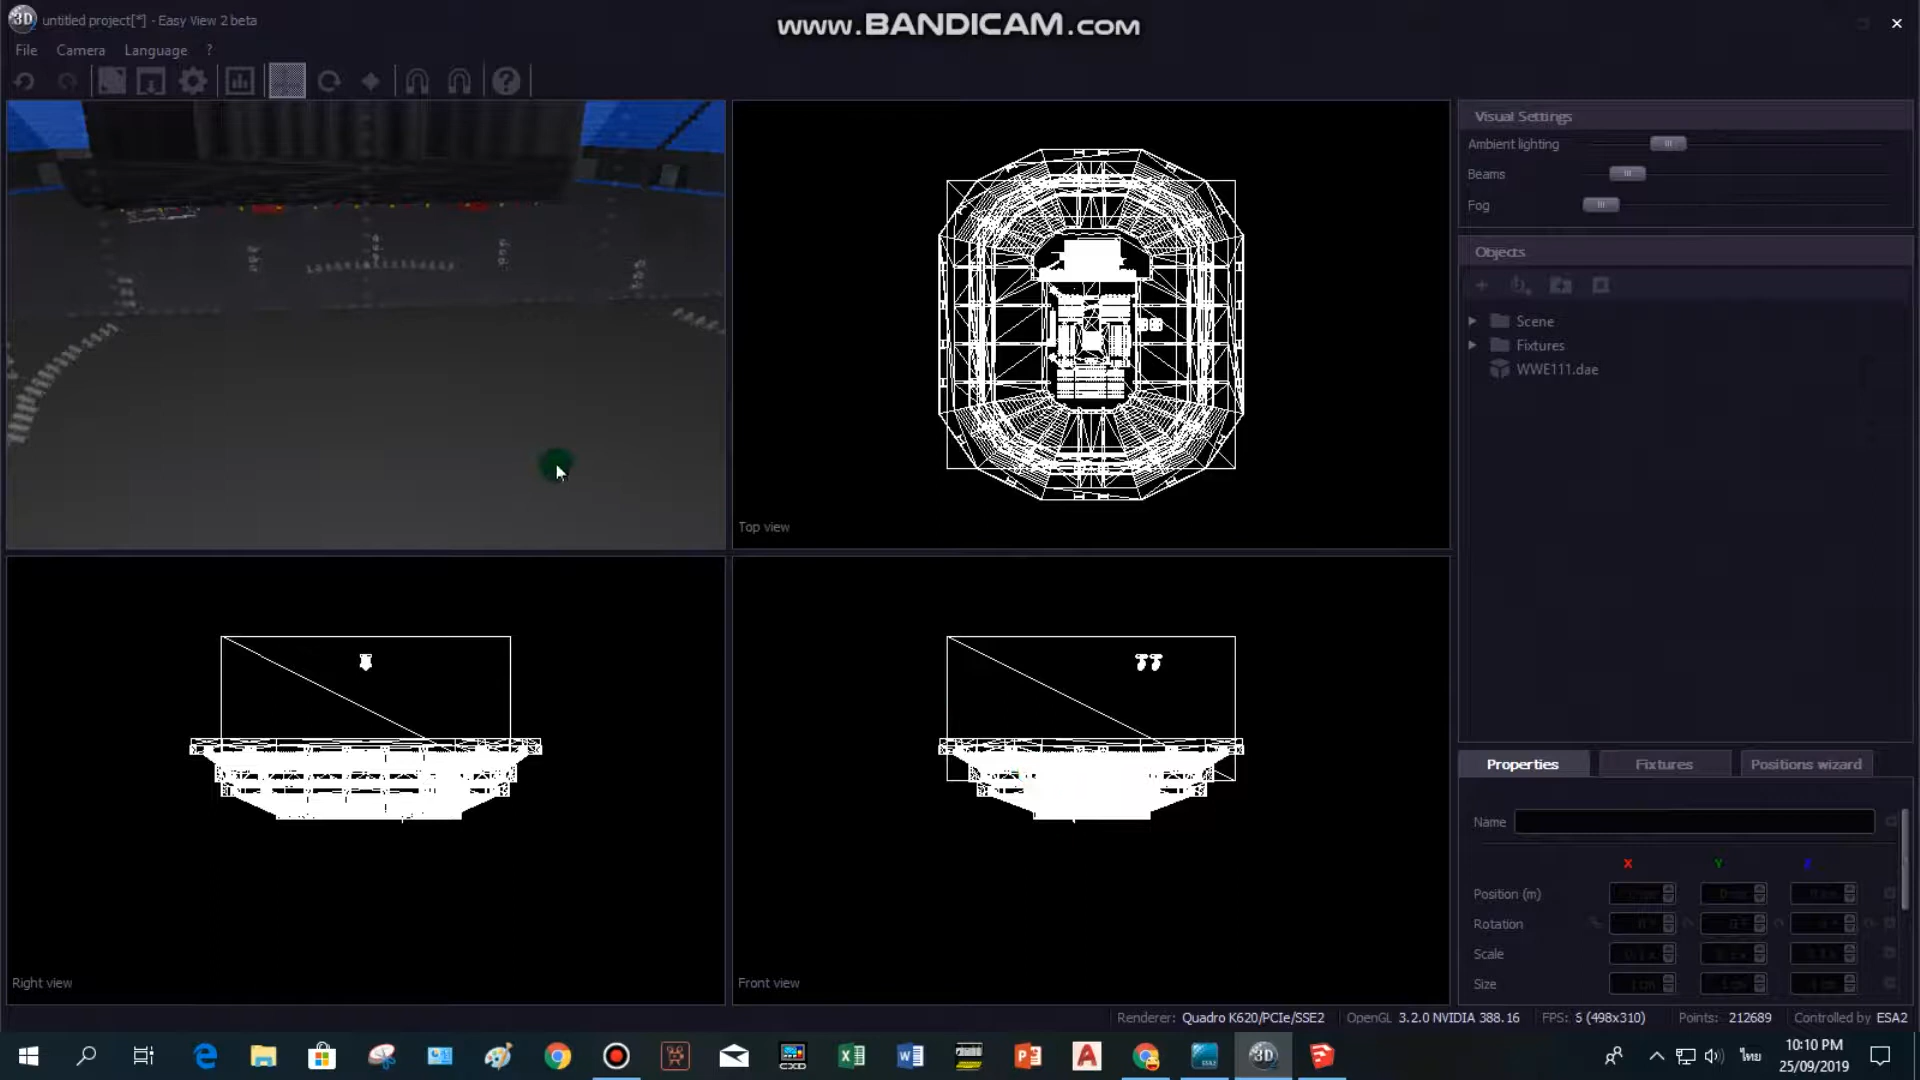 untitled project[*] - Easy View 2 beta
www.BANDICAM.com
File Camera Language ?
Visual Settings
Ambient lighting
Beams
Fog
Objects
Scene
Fixtures
WWE111.dae
Top view
Right view
Front view
Properties Fixtures Positions wizard
Name
X Y
Position (m)
Rotation
Scale
Size
Renderer: Quadro K620/PCIe/SSE2 OpenGL 3.2.0 NVIDIA 388.16 FPS: 5 (498x310) Points: 212689 Controlled by ESA2
ไทย
10:10 PM
25/09/2019